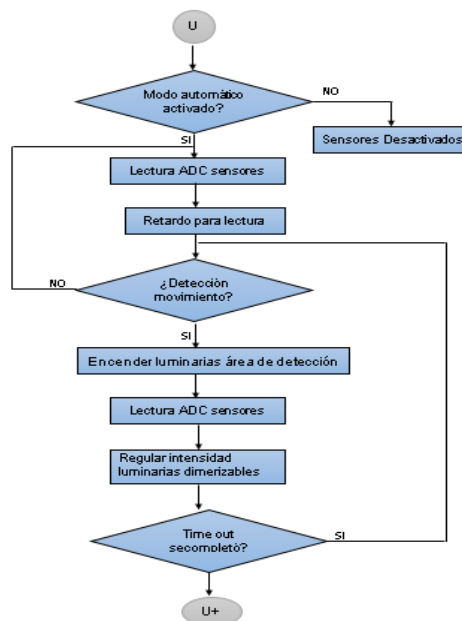 U
Modo automático
activado?
NO
Sensores Desactivados
SI
Lectura ADC sensores
Retardo para lectura
¿Detección
movimiento?
NO
SI
Encender luminarias área de detección
Lectura ADC sensores
Regular intensidad
luminarias dimerizables
Time out
secompletó?
SI
U+